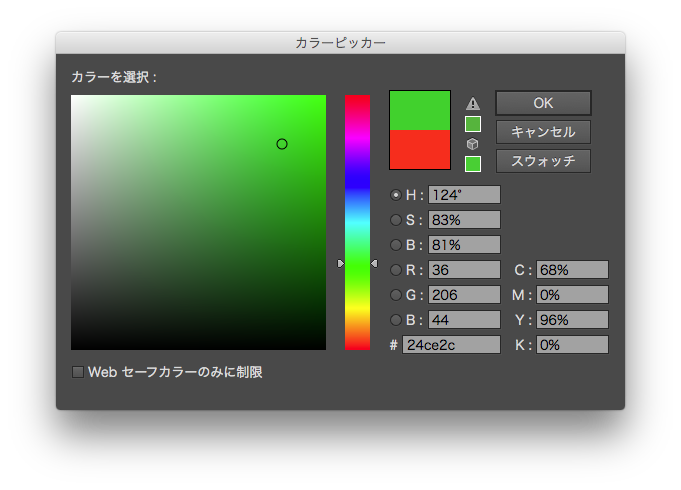 カラーピッカー
カラーを選択 :
OK
キャンセル
スウォッチ
H : 124°
S : 83%
B : 81%
R : 36 C : 68%
G : 206 M : 0%
B : 44 Y : 96%
# 24ce2c K : 0%
Web セーフカラーのみに制限